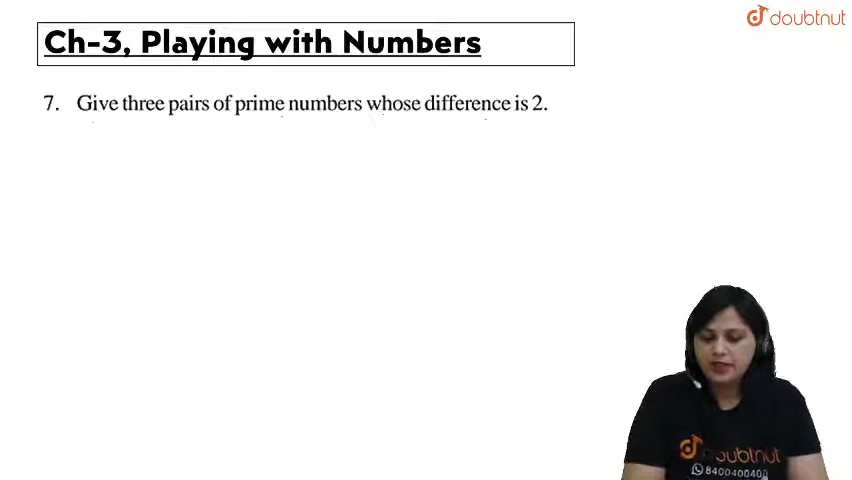 Ch-3, Playing with Numbers
doubtnut
7. Give three pairs of prime numbers whose difference is 2.
doubtnut
8400400400